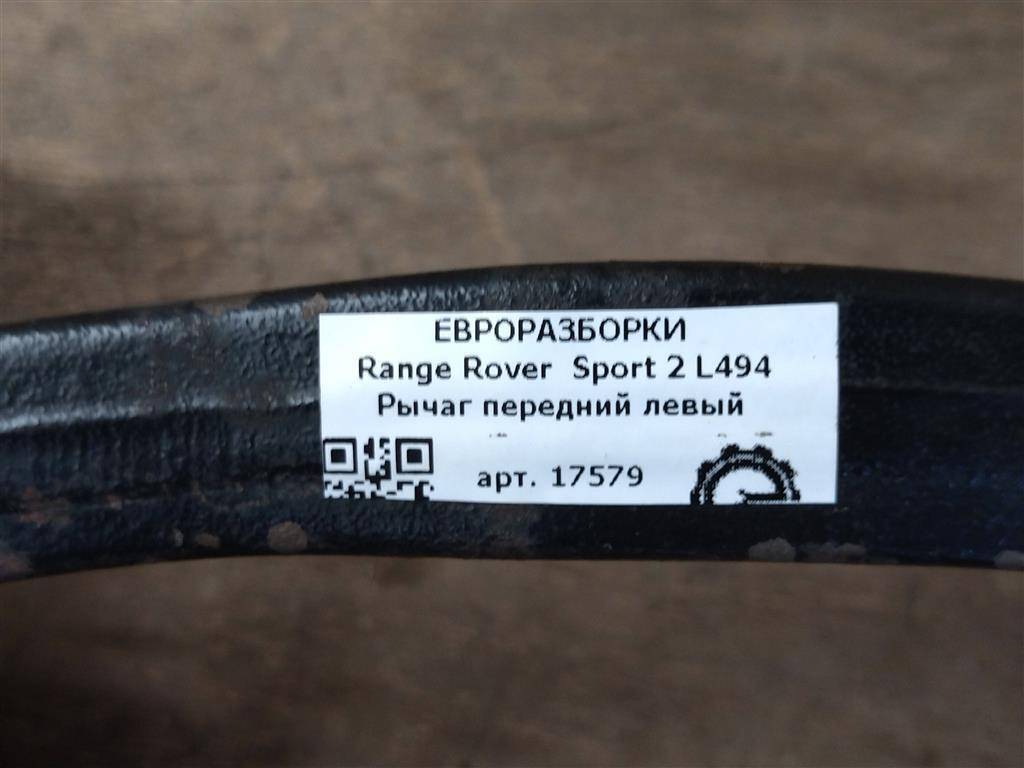 ЕВРОРАЗБОРКИ
Range Rover Sport 2 L494
Рычаг передний левый
арт. 17579